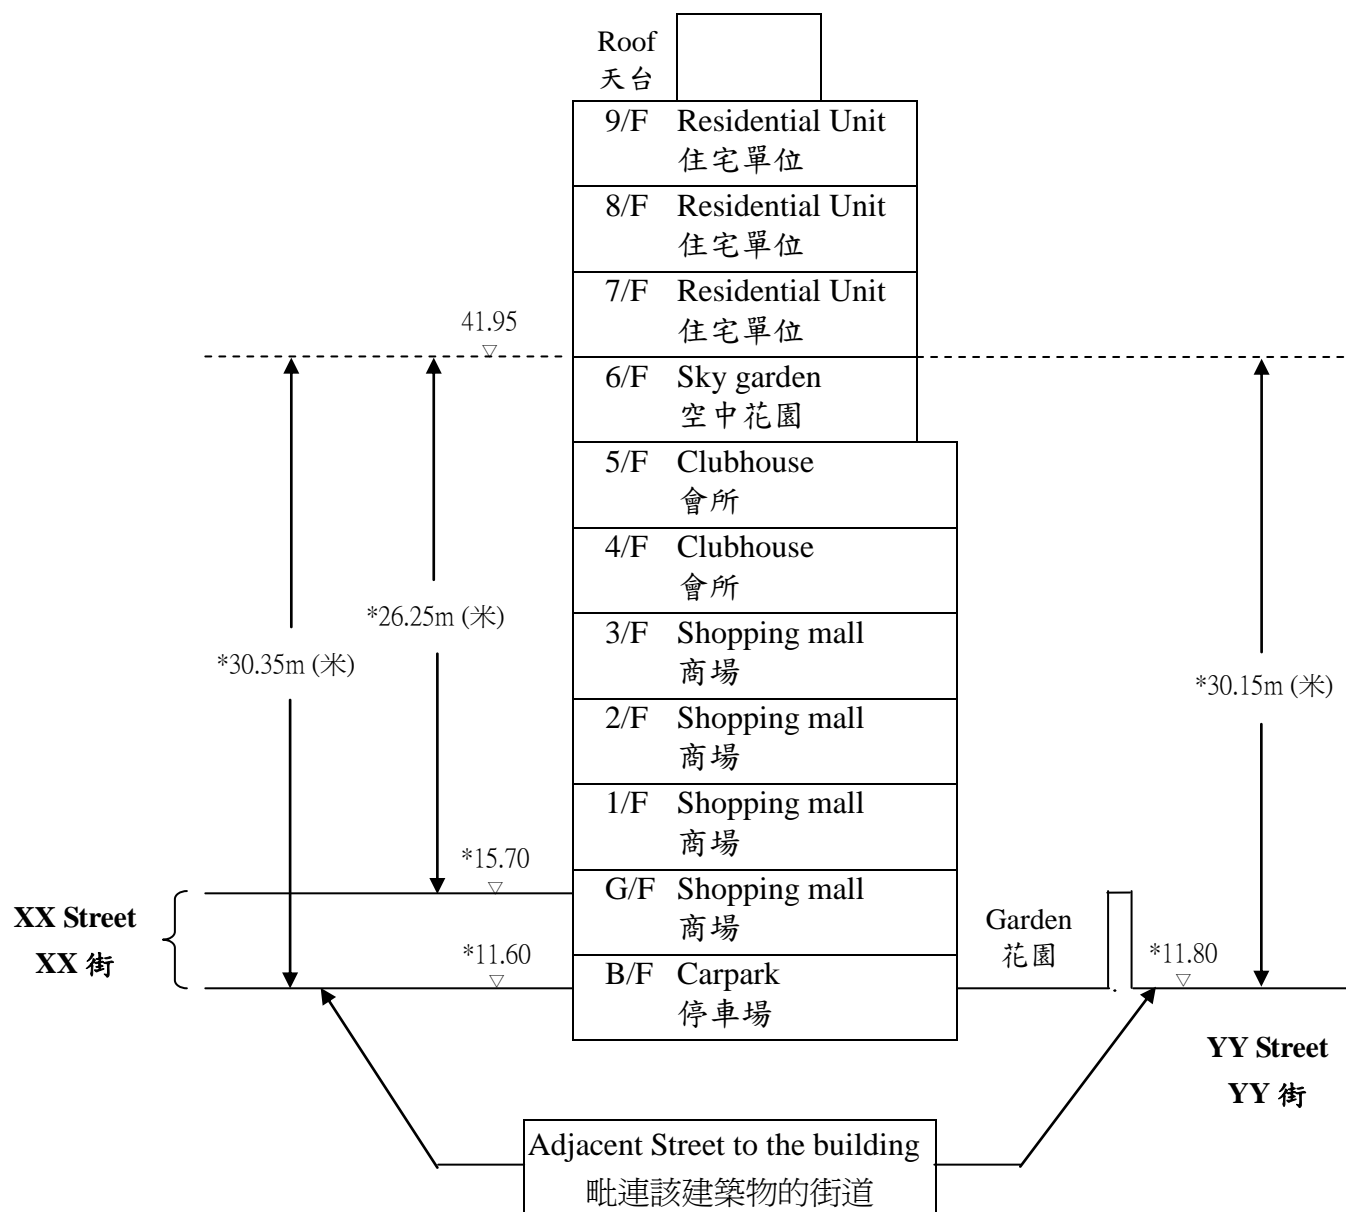 Roof
天台
9/F Residential Unit
住宅單位
8/F Residential Unit
住宅單位
7/F Residential Unit
住宅單位
41.95
6/F Sky garden
空中花園
5/F Clubhouse
會所
4/F Clubhouse
會所
*26.25m (米)
3/F Shopping mall
商場
*30.35m (米)
*30.15m (米)
2/F Shopping mall
商場
1/F Shopping mall
商場
*15.70
G/F Shopping mall
商場
XX Street
XX 街
Garden
花園
*11.60
*11.80
B/F Carpark
停車場
YY Street
YY 街
Adjacent Street to the building
毗連該建築物的街道